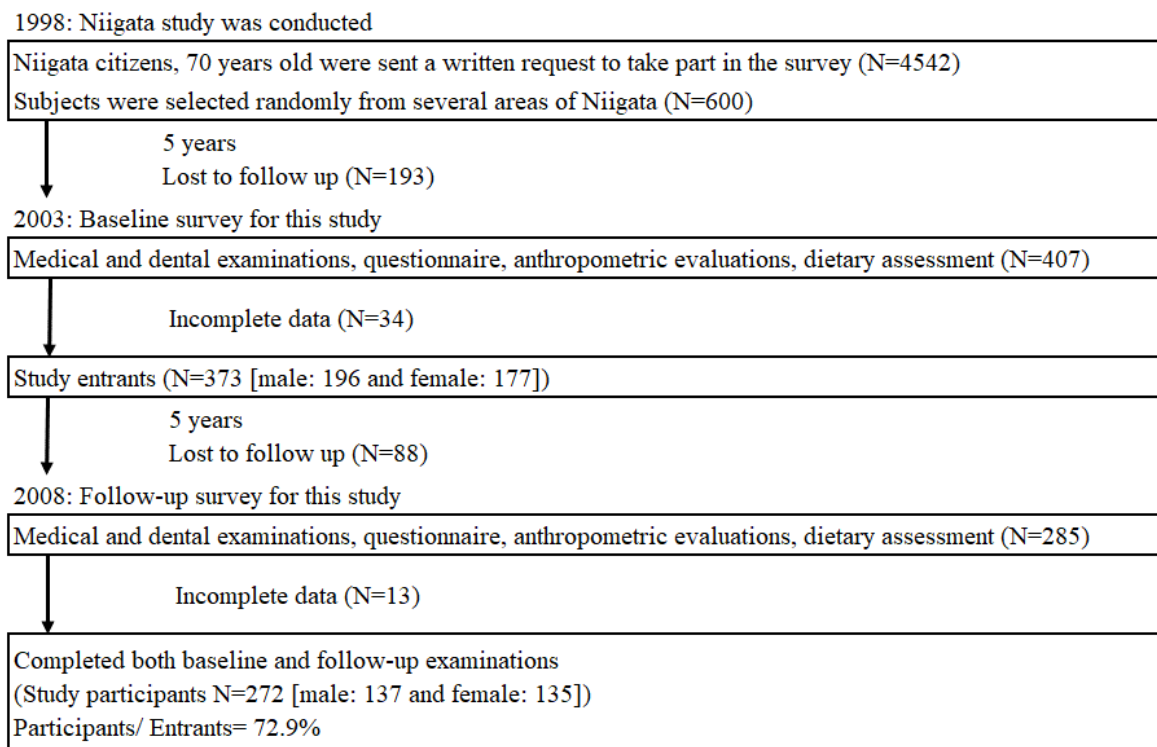 1998: Niigata study was conducted
Niigata citizens, 70 years old were sent a written request to take part in the survey (N=4542)
Subjects were selected randomly from several areas of Niigata (N=600)
5 years
Lost to follow up (N=193)
2003: Baseline survey for this study
Medical and dental examinations, questionnaire, anthropometric evaluations, dietary assessment (N=407)
Incomplete data (N=34)
Study entrants (N=373 [male: 196 and female: 177])
5 years
Lost to follow up (N=88)
2008: Follow-up survey for this study
Medical and dental examinations, questionnaire, anthropometric evaluations, dietary assessment (N=285)
Incomplete data (N=13)
Completed both baseline and follow-up examinations
(Study participants N=272 [male: 137 and female: 135])
Participants/ Entrants= 72.9%